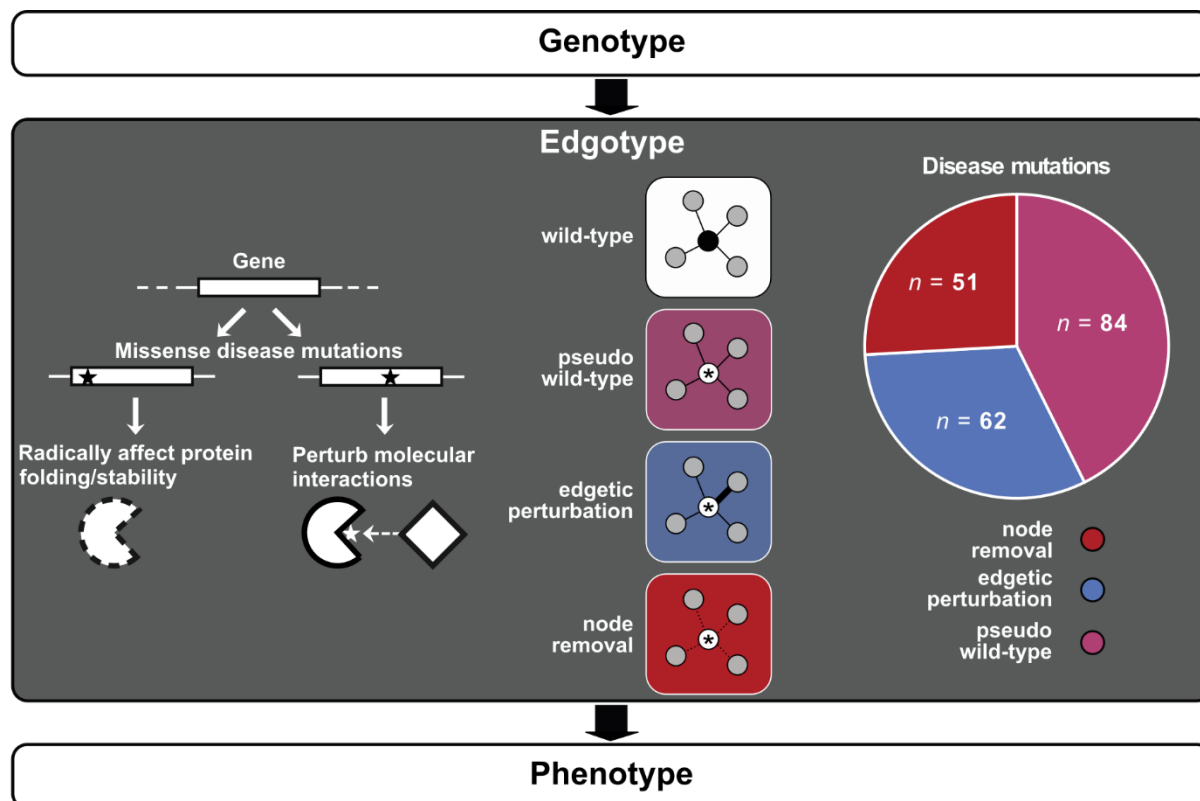 Genotype
Edgotype
Gene
Missense disease mutations
Radically affect protein
folding/stability
Perturb molecular
interactions
wild-type
pseudo
wild-type
edgetic
perturbation
node
removal
Disease mutations
n = 51
n = 84
n = 62
node
removal
edgetic
perturbation
pseudo
wild-type
Phenotype